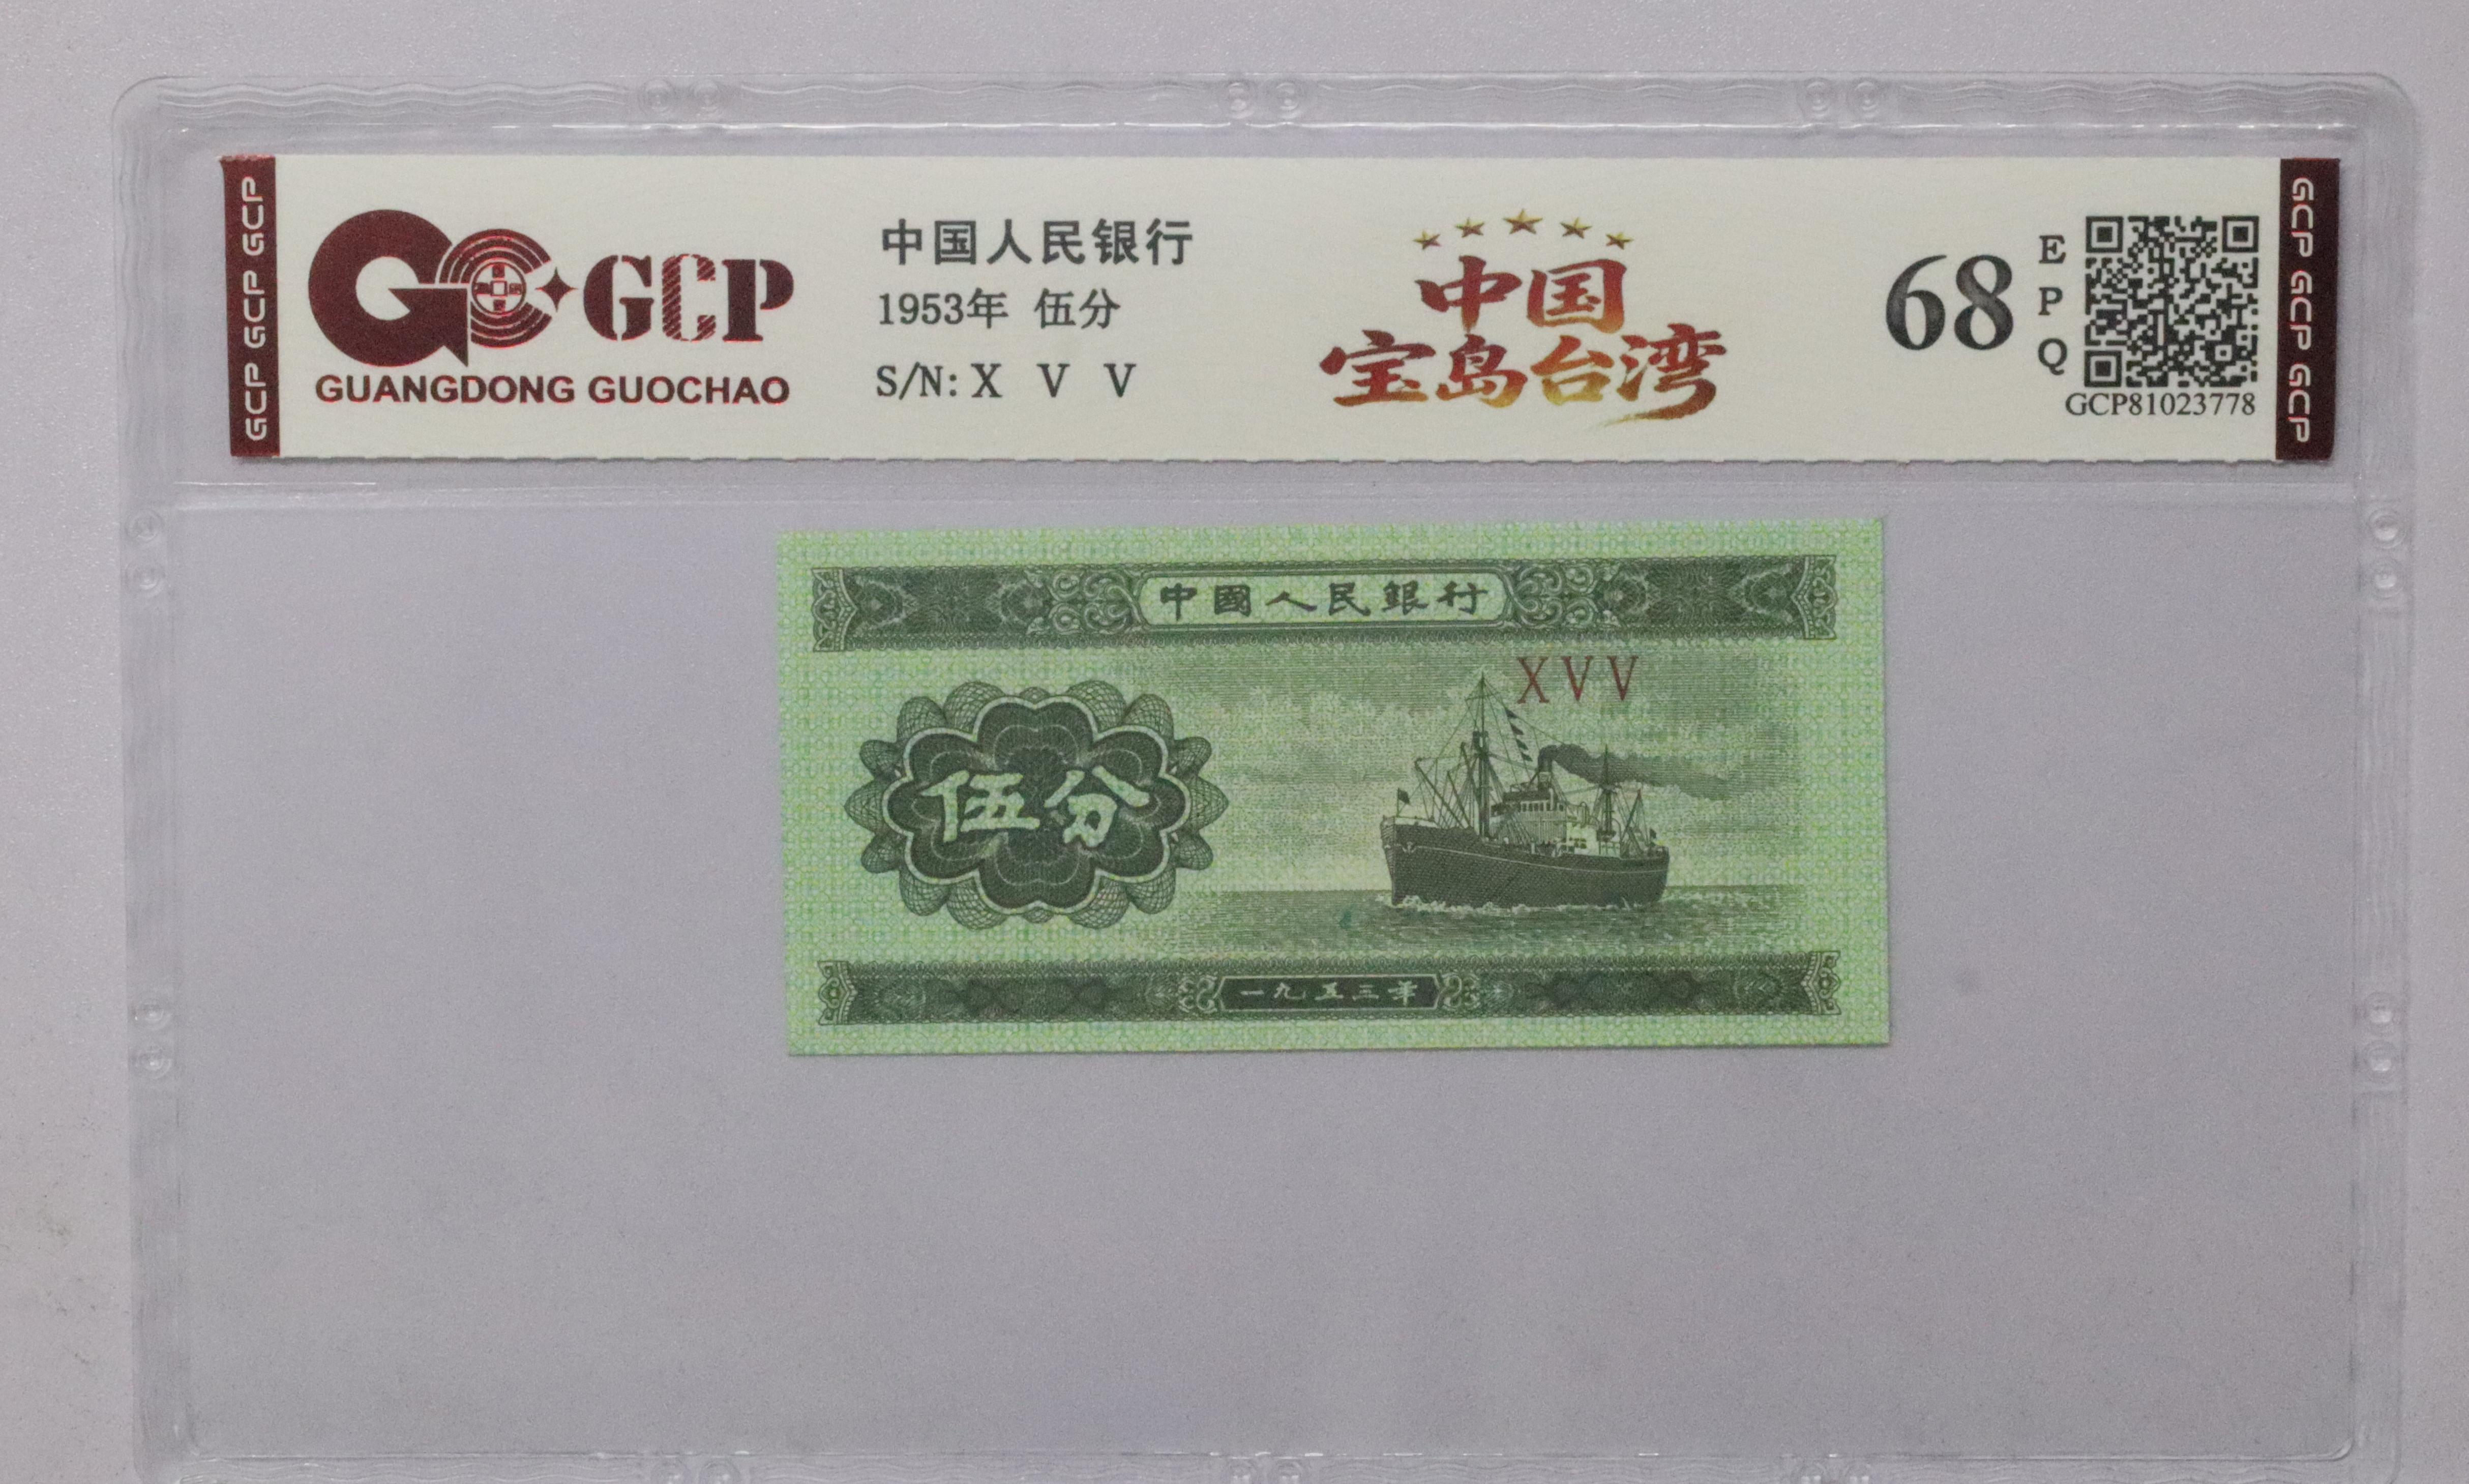 GCP GCP GCP
GCP
GUANGDONG GUOCHAO
中国人民银行
1953年 伍分
S/N: X V V
中国
宝岛台湾
68
E
P
Q
GCP81023778
GCP GCP GCP
中國人民銀行
XVV
伍分
一九五三年